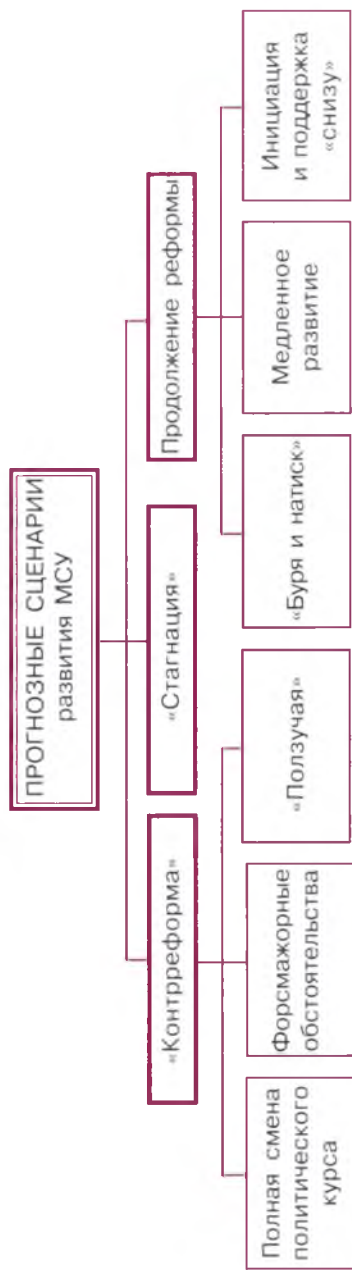 ПРОГНОЗНЫЕ СЦЕНАРИИ
развития МСУ
«Контрреформа»
«Стагнация»
Продолжение реформы
Полная смена
политического
курса
Форсмажорные
обстоятельства
«Ползучая»
«Буря и натиск»
Медленное
развитие
Инициация
и поддержка
«снизу»